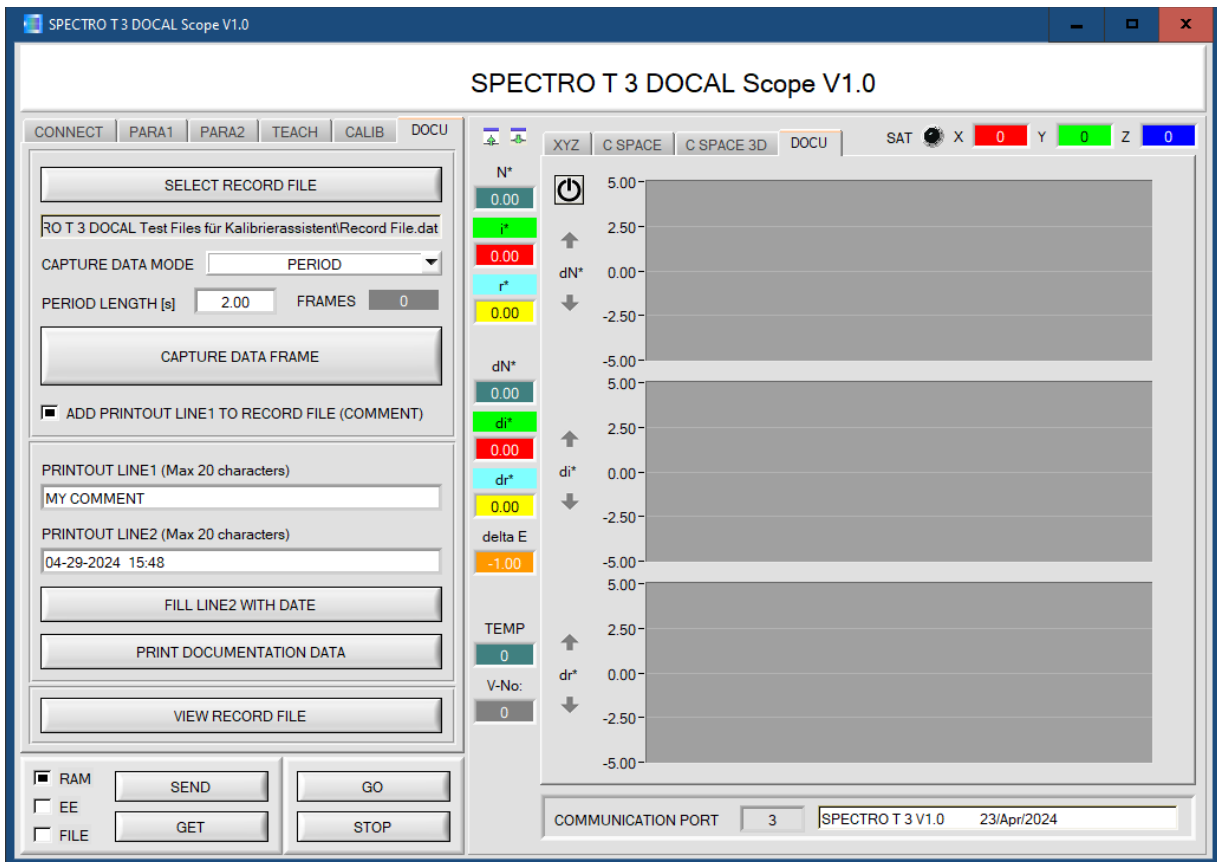 SPECTRO T 3 DOCAL Scope V1.0
SPECTRO T 3 DOCAL Scope V1.0
CONNECT PARA1 PARA2 TEACH CALIB DOCU
SELECT RECORD FILE
RO T 3 DOCAL Test Files für Kalibrierassistent\Record File.dat
CAPTURE DATA MODE PERIOD
PERIOD LENGTH [s] 2.00 FRAMES 0
CAPTURE DATA FRAME
ADD PRINTOUT LINE1 TO RECORD FILE (COMMENT)
PRINTOUT LINE1 (Max 20 characters)
MY COMMENT
PRINTOUT LINE2 (Max 20 characters)
04-29-2024 15:48
FILL LINE2 WITH DATE
PRINT DOCUMENTATION DATA
VIEW RECORD FILE
RAM
EE
FILE
SEND
GET
GO
STOP
N*
0.00
i*
0.00
r*
0.00
dN*
0.00
di*
0.00
dr*
0.00
delta E
-1.00
TEMP
0
V-No:
0
XYZ C SPACE C SPACE 3D DOCU
SAT X 0 Y 0 Z 0
5.00
2.50
dN* 0.00
-2.50
-5.00
5.00
2.50
di* 0.00
-2.50
-5.00
5.00
2.50
dr* 0.00
-2.50
-5.00
COMMUNICATION PORT 3 SPECTRO T 3 V1.0 23/Apr/2024